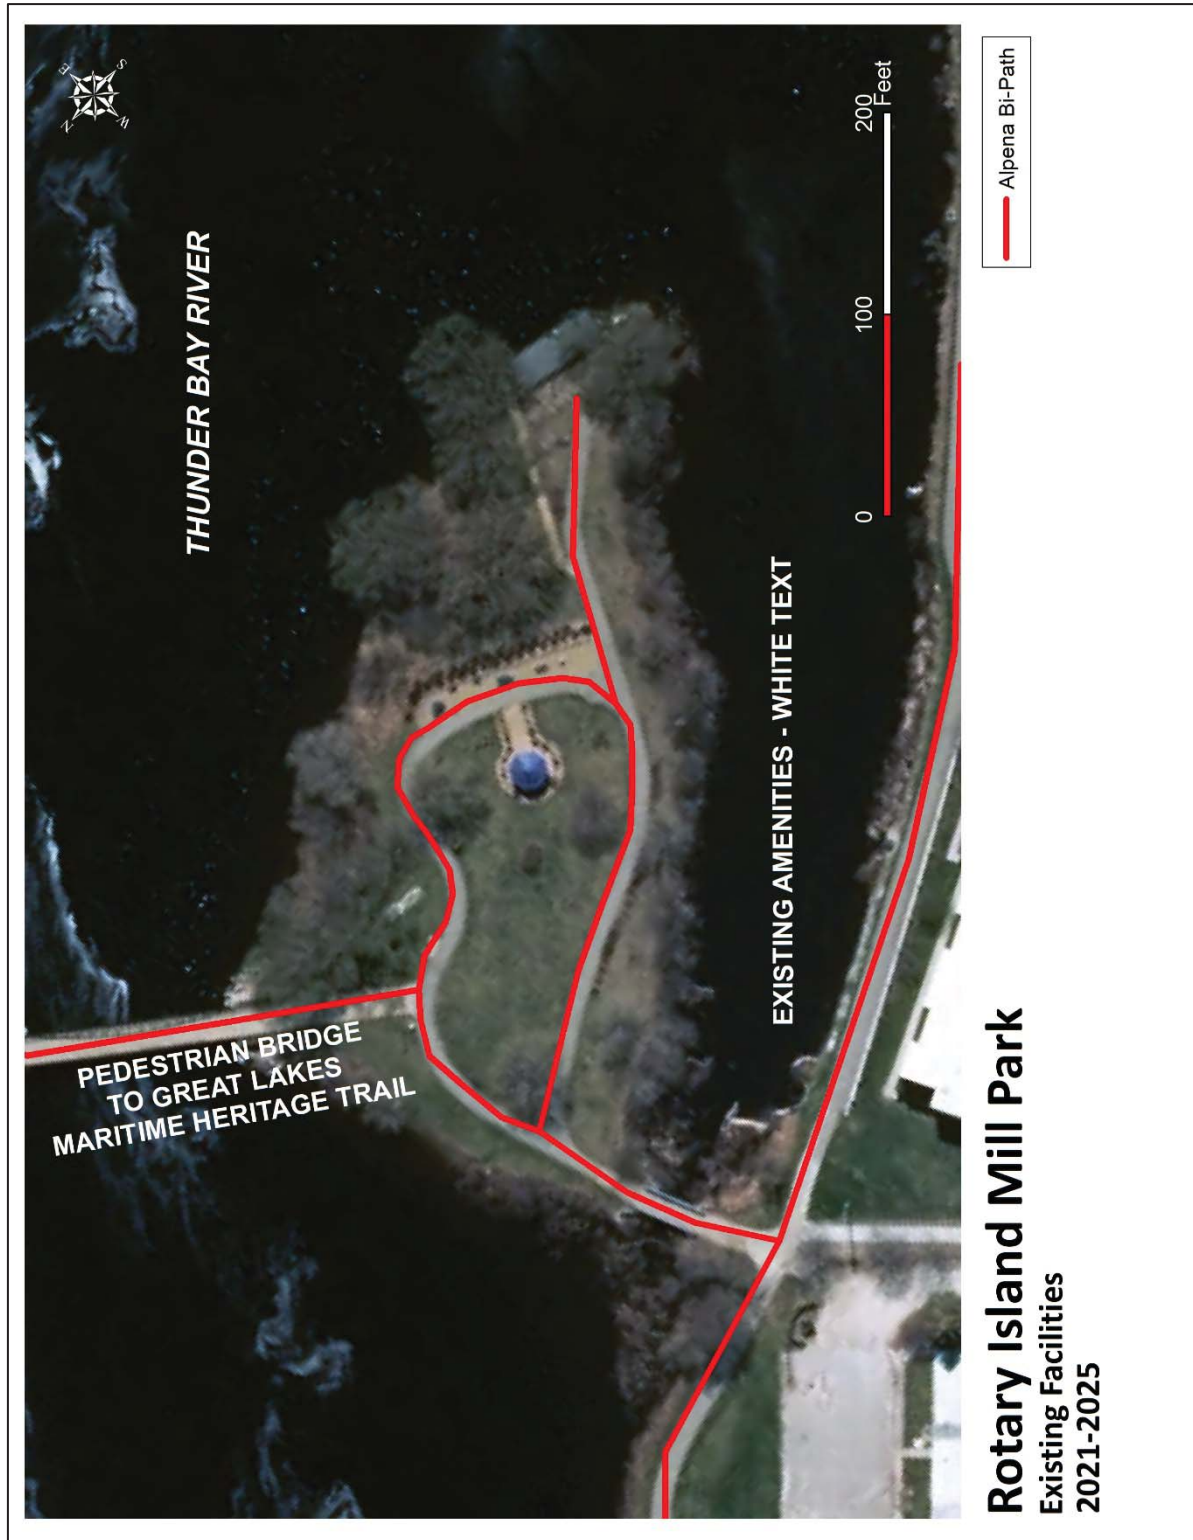 THUNDER BAY RIVER
PEDESTRIAN BRIDGE
TO GREAT LAKES
MARITIME HERITAGE TRAIL
EXISTING AMENITIES - WHITE TEXT
N
E
S
W
0
100
200
Feet
Alpena Bi-Path
Rotary Island Mill Park
Existing Facilities
2021-2025